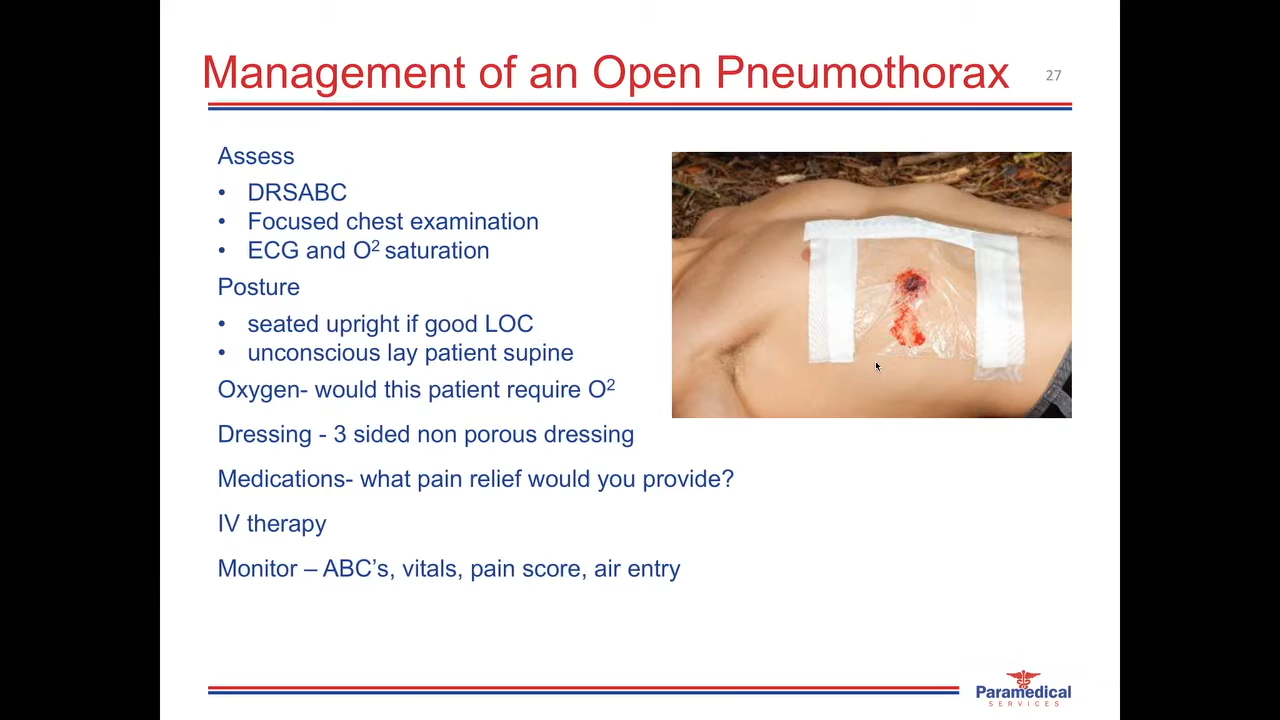 Management of an Open Pneumothorax
27
Assess
• DRSABC
• Focused chest examination
• ECG and O² saturation
Posture
• seated upright if good LOC
• unconscious lay patient supine
Oxygen- would this patient require O²
Dressing - 3 sided non porous dressing
Medications- what pain relief would you provide?
IV therapy
Monitor – ABC’s, vitals, pain score, air entry
Paramedical
SERVICES